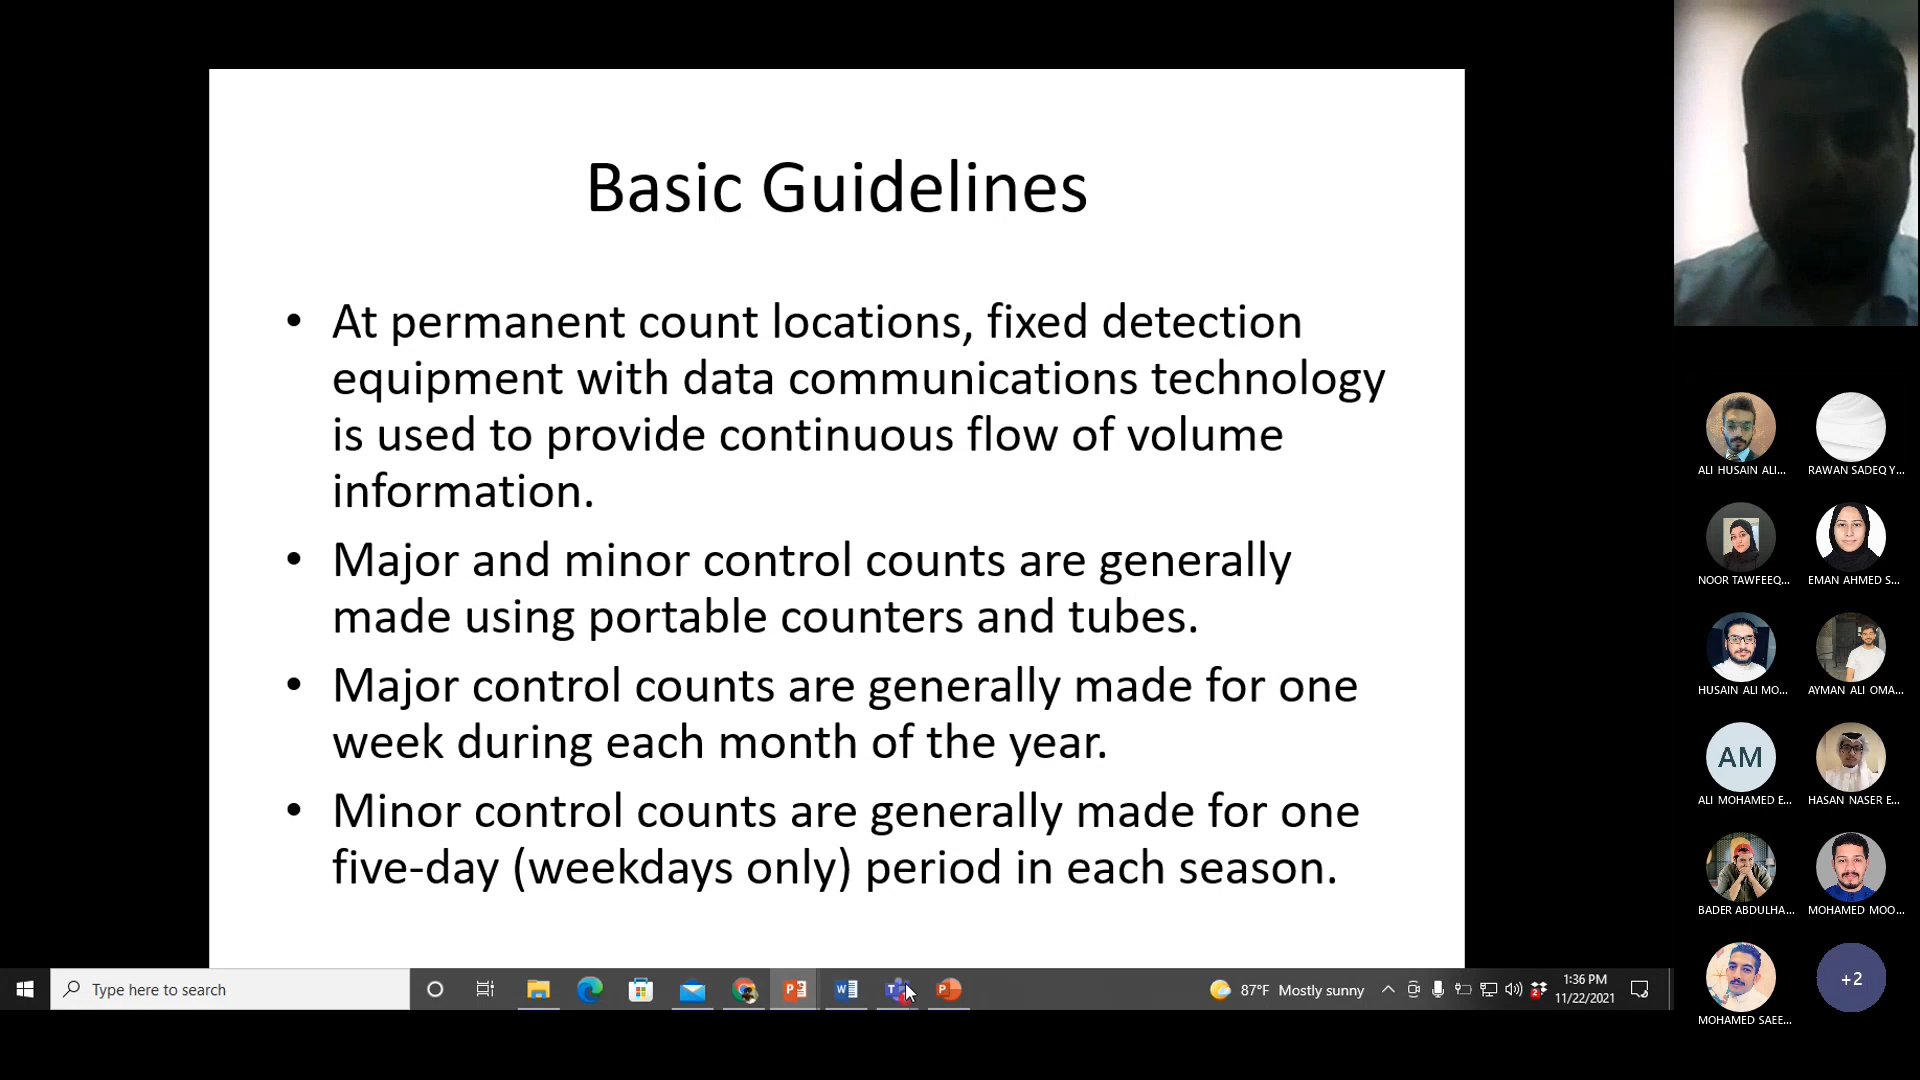 Basic Guidelines
• At permanent count locations, fixed detection
equipment with data communications technology
is used to provide continuous flow of volume
information.
• Major and minor control counts are generally
made using portable counters and tubes.
• Major control counts are generally made for one
week during each month of the year.
• Minor control counts are generally made for one
five-day (weekdays only) period in each season.
ALI HUSAIN ALI...
RAWAN SADEQ Y...
NOOR TAWFEEQ...
EMAN AHMED S...
HUSAIN ALI MO...
AYMAN ALI OMA...
AM
ALI MOHAMED E...
HASAN NASER E...
BADER ABDULHA...
MOHAMED MOO...
+2
MOHAMED SAEE...
Type here to search
87°F Mostly sunny
1:36 PM
11/22/2021